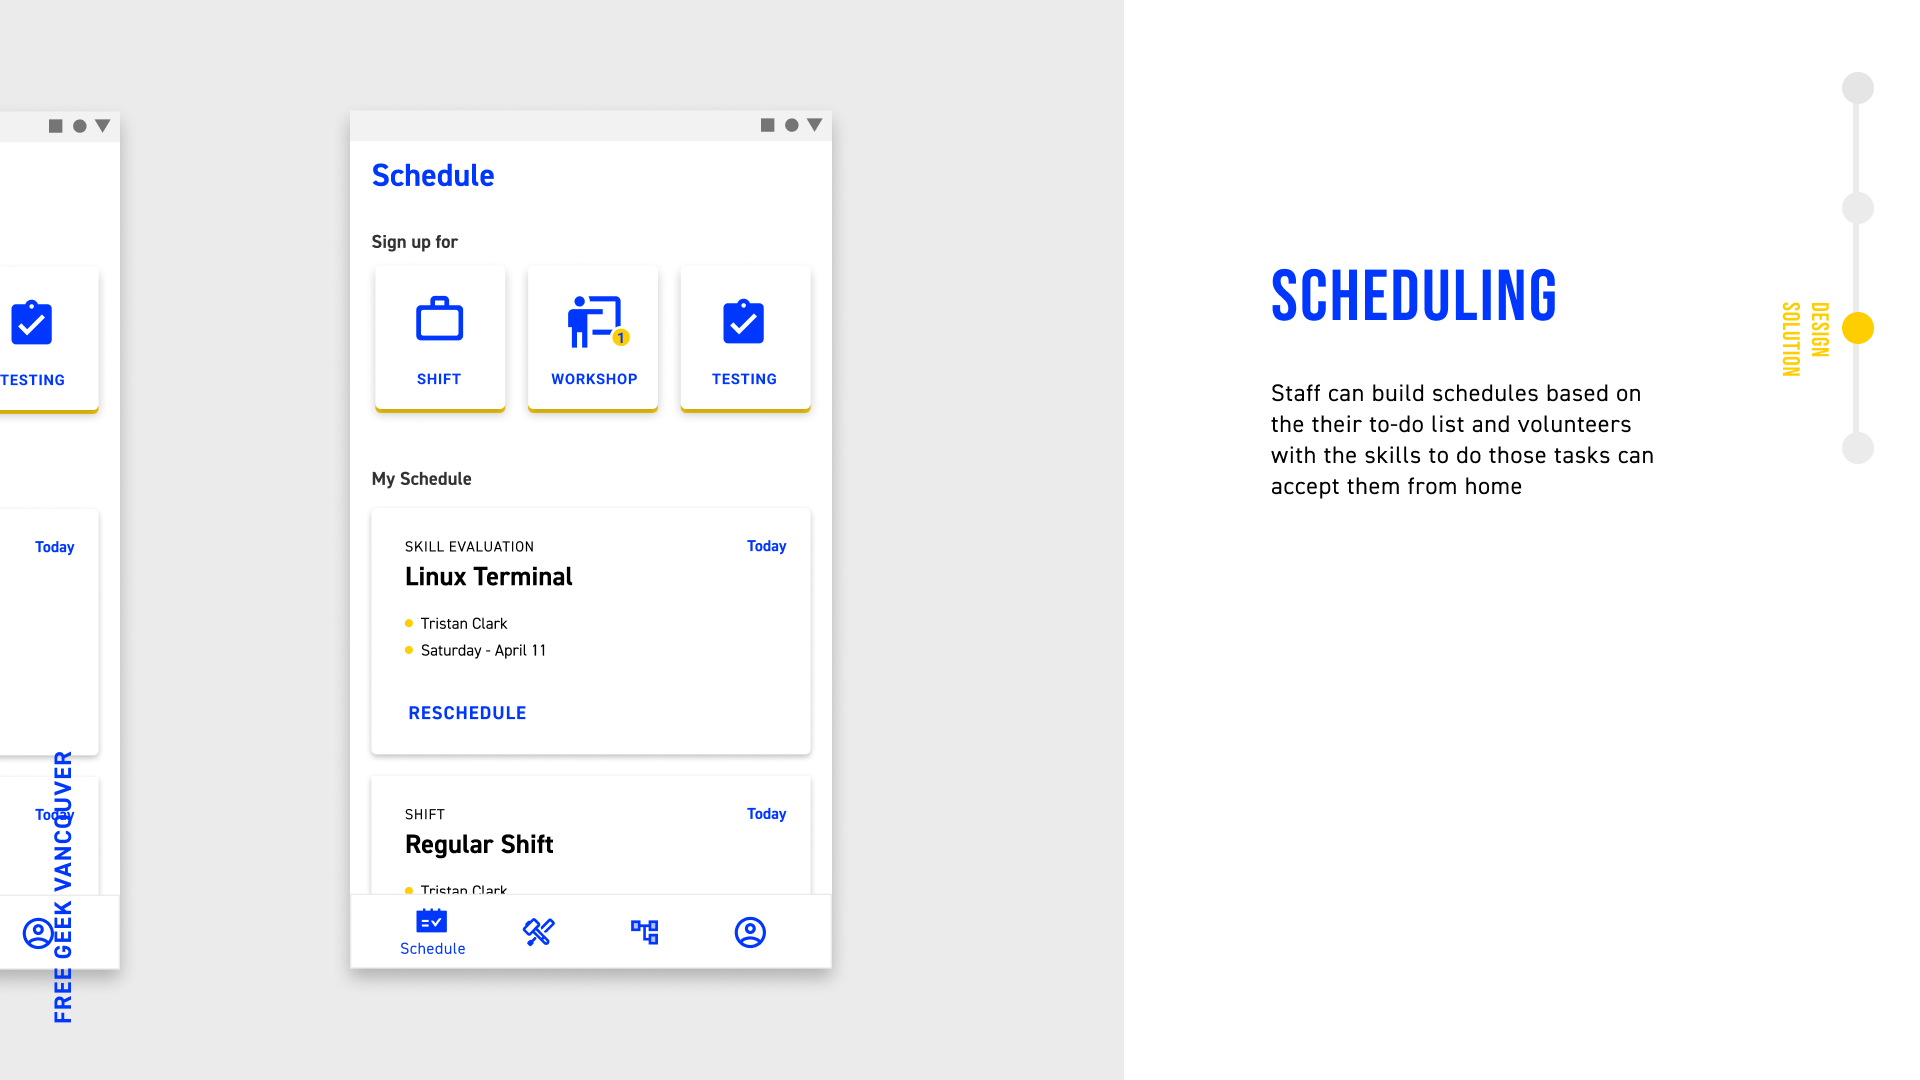 TESTING
Today
Today
FREE GEEK VANCOUVER
Schedule
Sign up for
SHIFT
1
WORKSHOP
TESTING
My Schedule
SKILL EVALUATION
Today
Linux Terminal
Tristan Clark
Saturday - April 11
RESCHEDULE
SHIFT
Today
Regular Shift
Tristan Clark
Schedule
SCHEDULING
Staff can build schedules based on
the their to-do list and volunteers
with the skills to do those tasks can
accept them from home
DESIGN
SOLUTION